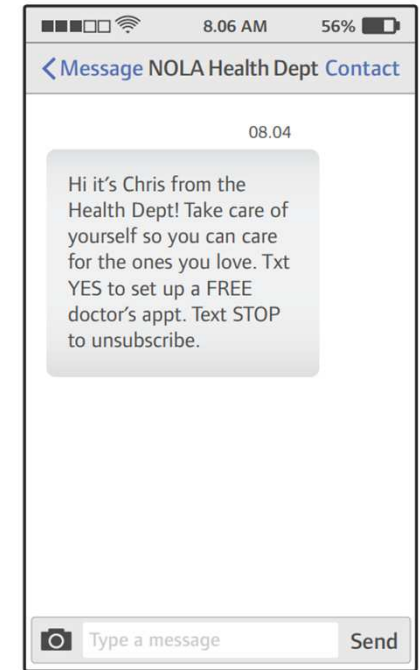 8.06 AM 56%
Message NOLA Health Dept Contact
08.04
Hi it's Chris from the
Health Dept! Take care of
yourself so you can care
for the ones you love. Txt
YES to set up a FREE
doctor's appt. Text STOP
to unsubscribe.
Type a message Send